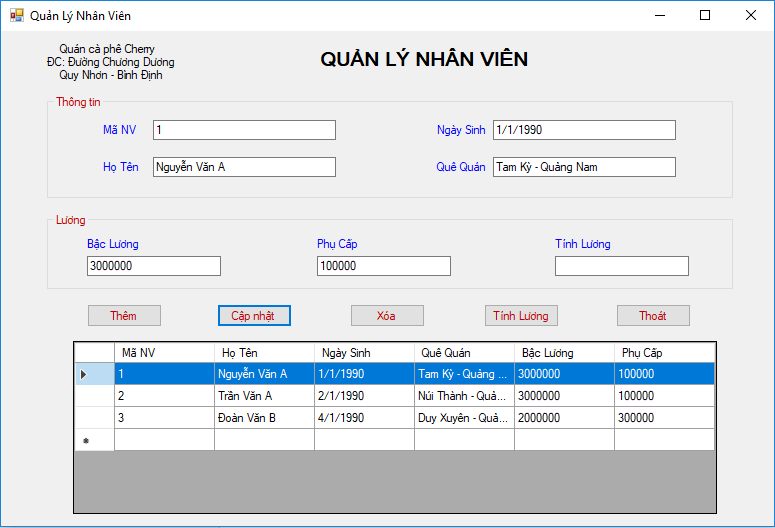 Quản Lý Nhân Viên
Quán cà phê Cherry
ĐC: Đường Chương Dương
Quy Nhơn - Bình Định
QUẢN LÝ NHÂN VIÊN
Thông tin
Mã NV 1 Ngày Sinh 1/1/1990
Họ Tên Nguyễn Văn A Quê Quán Tam Kỳ - Quảng Nam
Lương
Bậc Lương Phụ Cấp Tính Lương
3000000 100000
Thêm Cập nhật Xóa Tính Lương Thoát
Mã NV Họ Tên Ngày Sinh Quê Quán Bậc Lương Phụ Cấp
1 Nguyễn Văn A 1/1/1990 Tam Kỳ - Quảng ... 3000000 100000
2 Trần Văn A 2/1/1990 Núi Thành - Quả... 3000000 100000
3 Đoàn Văn B 4/1/1990 Duy Xuyên - Quả... 2000000 300000